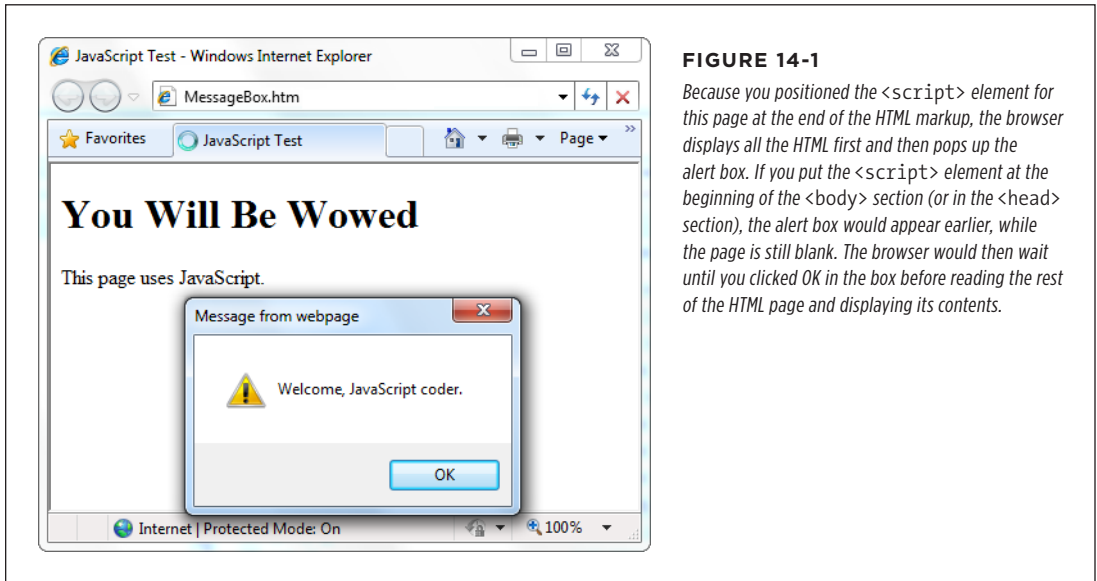 JavaScript Test - Windows Internet Explorer
MessageBox.htm
Favorites
JavaScript Test
Page
You Will Be Wowed
This page uses JavaScript.
Message from webpage
Welcome, JavaScript coder.
OK
Internet | Protected Mode: On
100%
FIGURE 14-1
Because you positioned the <script> element for
this page at the end of the HTML markup, the browser
displays all the HTML first and then pops up the
alert box. If you put the <script> element at the
beginning of the <body> section (or in the <head>
section), the alert box would appear earlier, while
the page is still blank. The browser would then wait
until you clicked OK in the box before reading the rest
of the HTML page and displaying its contents.